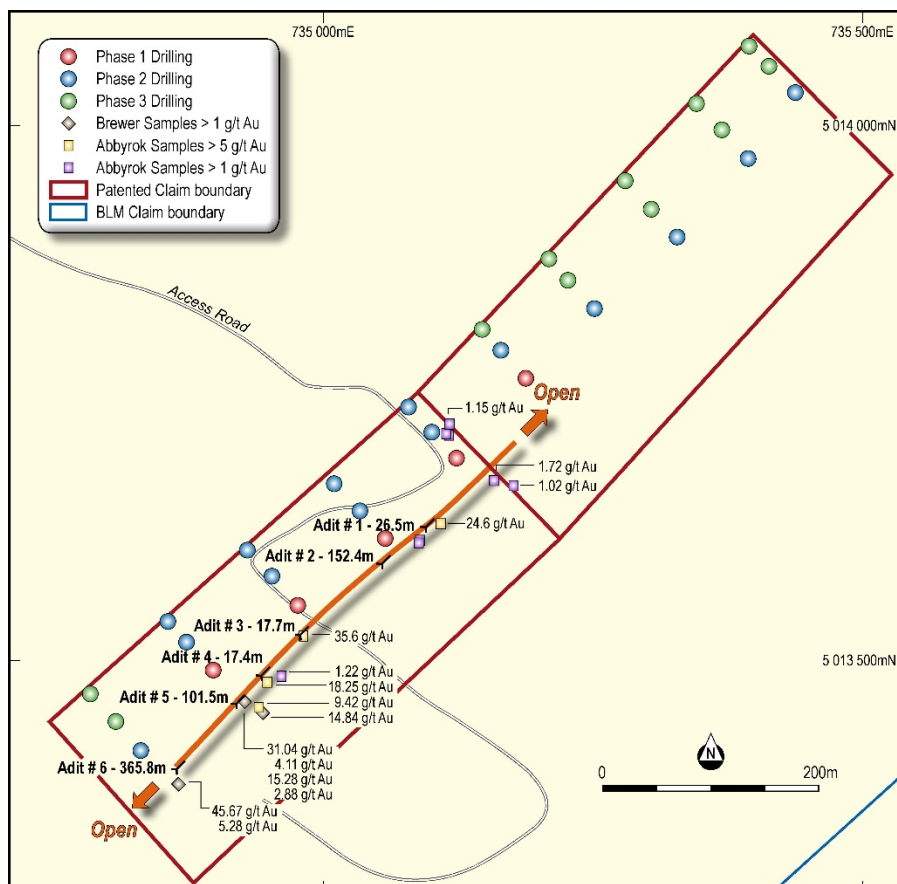 735 000mE
735 500mE
Phase 1 Drilling
Phase 2 Drilling
Phase 3 Drilling
Brewer Samples > 1 g/t Au
Abbyrok Samples > 5 g/t Au
Abbyrok Samples > 1 g/t Au
Patented Claim boundary
BLM Claim boundary
5 014 000mN
Access Road
Open
1.15 g/t Au
1.72 g/t Au
1.02 g/t Au
Adit # 1 - 26.5m
24.6 g/t Au
Adit # 2 - 152.4m
Adit # 3 - 17.7m
35.6 g/t Au
Adit # 4 - 17.4m
5 013 500mN
1.22 g/t Au
18.25 g/t Au
Adit # 5 - 101.5m
9.42 g/t Au
14.84 g/t Au
31.04 g/t Au
4.11 g/t Au
15.28 g/t Au
2.88 g/t Au
Adit # 6 - 365.8m
45.67 g/t Au
5.28 g/t Au
Open
N
0
200m